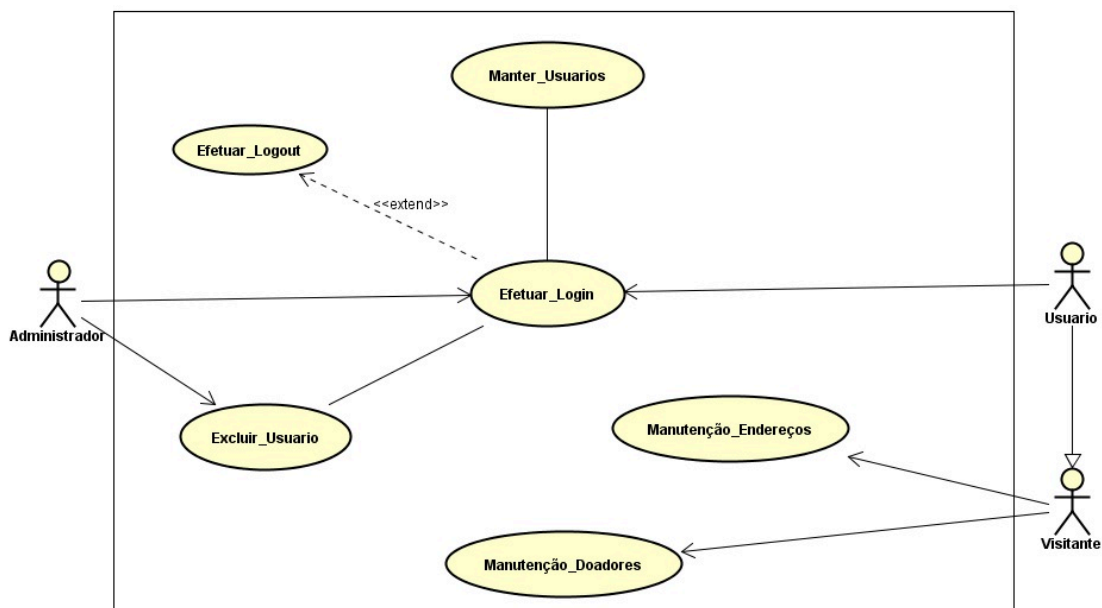 Manter_Usuarios
Efetuar_Logout
<<extend>>
Efetuar_Login
Administrador
Usuario
Excluir_Usuario
Manutenção_Endereços
Visitante
Manutenção_Doadores